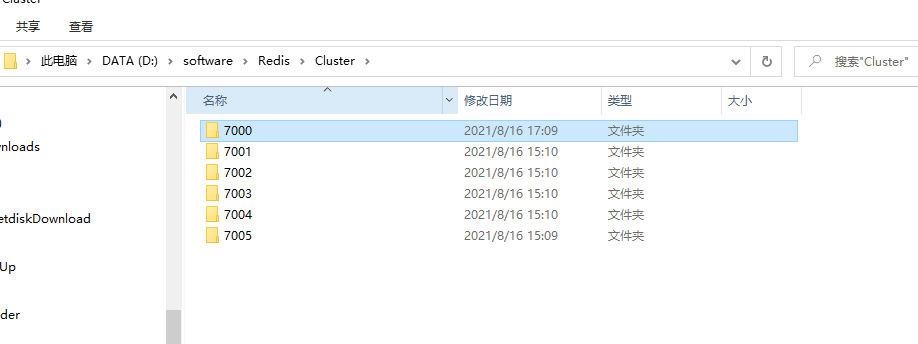 Cluster
共享 查看
此电脑 DATA (D:) software Redis Cluster 搜索"Cluster"
名称 修改日期 类型 大小
7000 2021/8/16 17:09 文件夹
wnloads 7001 2021/8/16 15:10 文件夹
7002 2021/8/16 15:10 文件夹
7003 2021/8/16 15:10 文件夹
etdiskDownload 7004 2021/8/16 15:10 文件夹
7005 2021/8/16 15:09 文件夹
Up
der